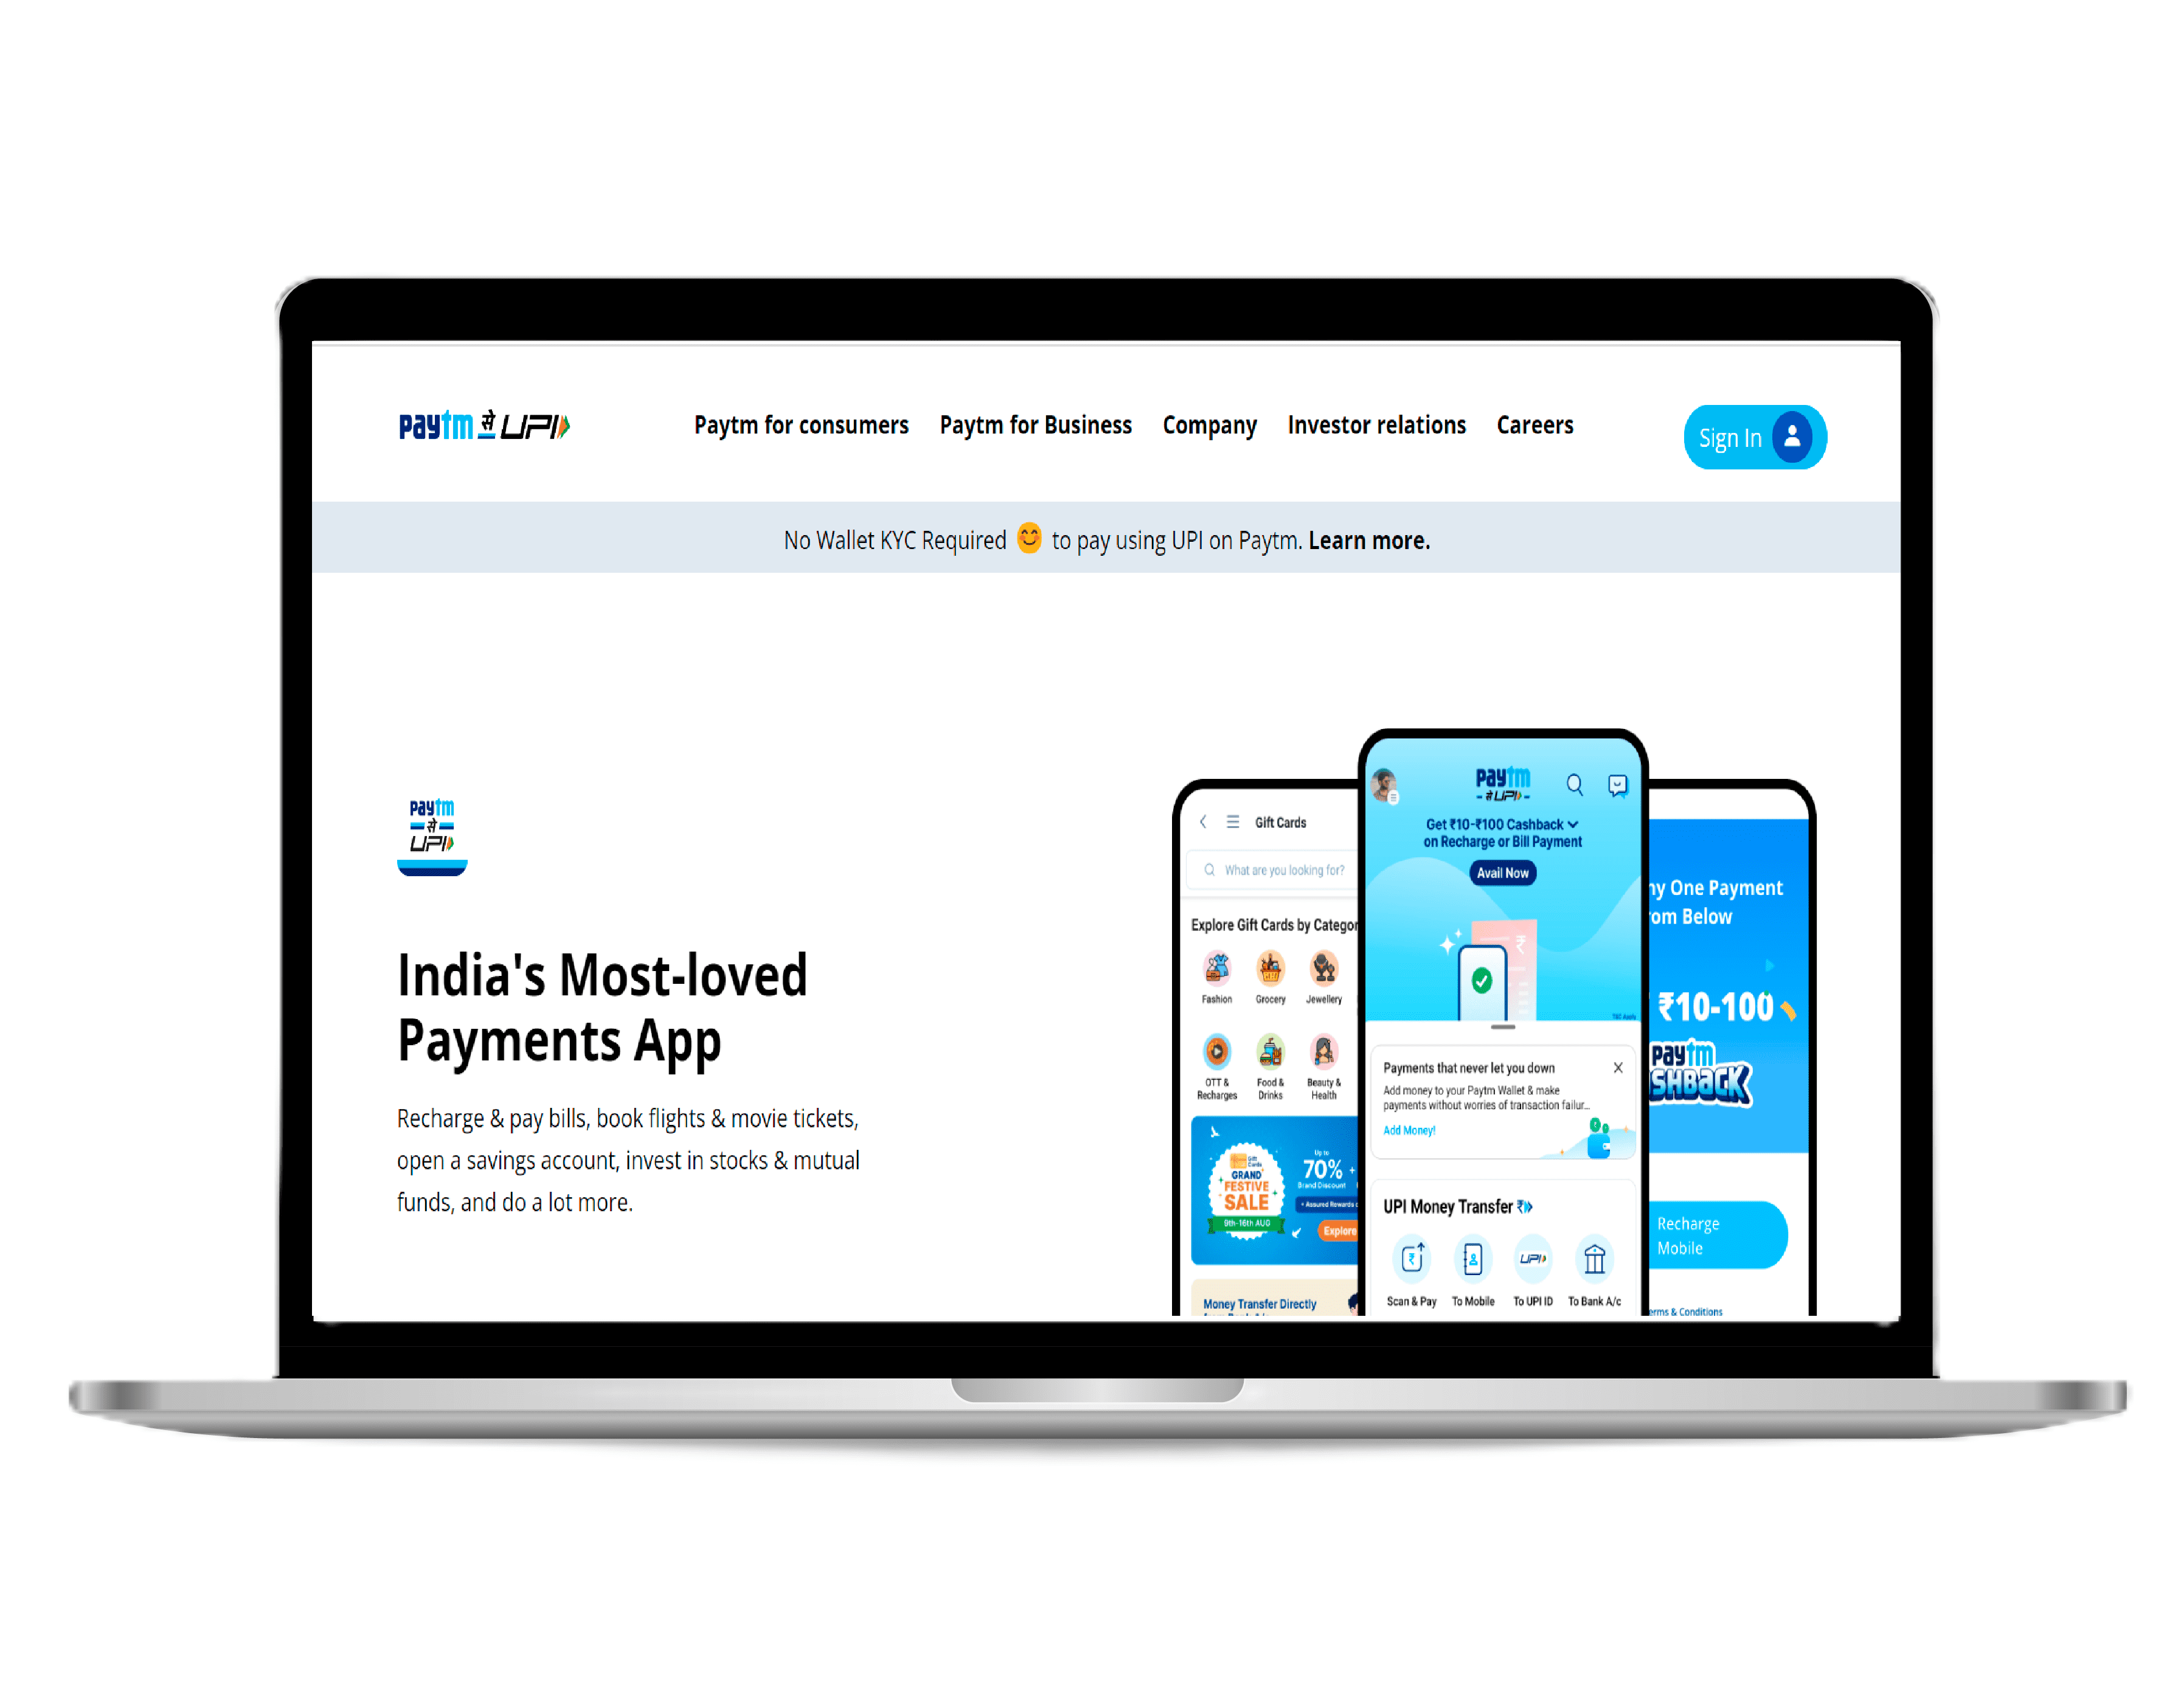 paytm से UPI
Paytm for consumers Paytm for Business Company Investor relations Careers
Sign In
No Wallet KYC Required 😊 to pay using UPI on Paytm. Learn more.
paytm
से
UPI
India's Most-loved
Payments App
Recharge & pay bills, book flights & movie tickets,
open a savings account, invest in stocks & mutual
funds, and do a lot more.
Gift Cards
What are you looking for?
Explore Gift Cards by Categor
Fashion Grocery Jewellery
OTT & Food & Beauty &
Recharges Drinks Health
Gift
Cards
GRAND
FESTIVE
SALE
9th-16th AUG
Up to
70% +
Brand Discount
+ Assured Rewards
Explore
Money Transfer Directly
paytm
से UPI
Get ₹10-₹100 Cashback
on Recharge or Bill Payment
Avail Now
₹
T&C Apply
Payments that never let you down
Add money to your Paytm Wallet & make
payments without worries of transaction failur...
Add Money!
UPI Money Transfer
UPI
Scan & Pay To Mobile To UPI ID To Bank A/c
ny One Payment
rom Below
₹10-100
paytm
SHBACK
Recharge
Mobile
erms & Conditions